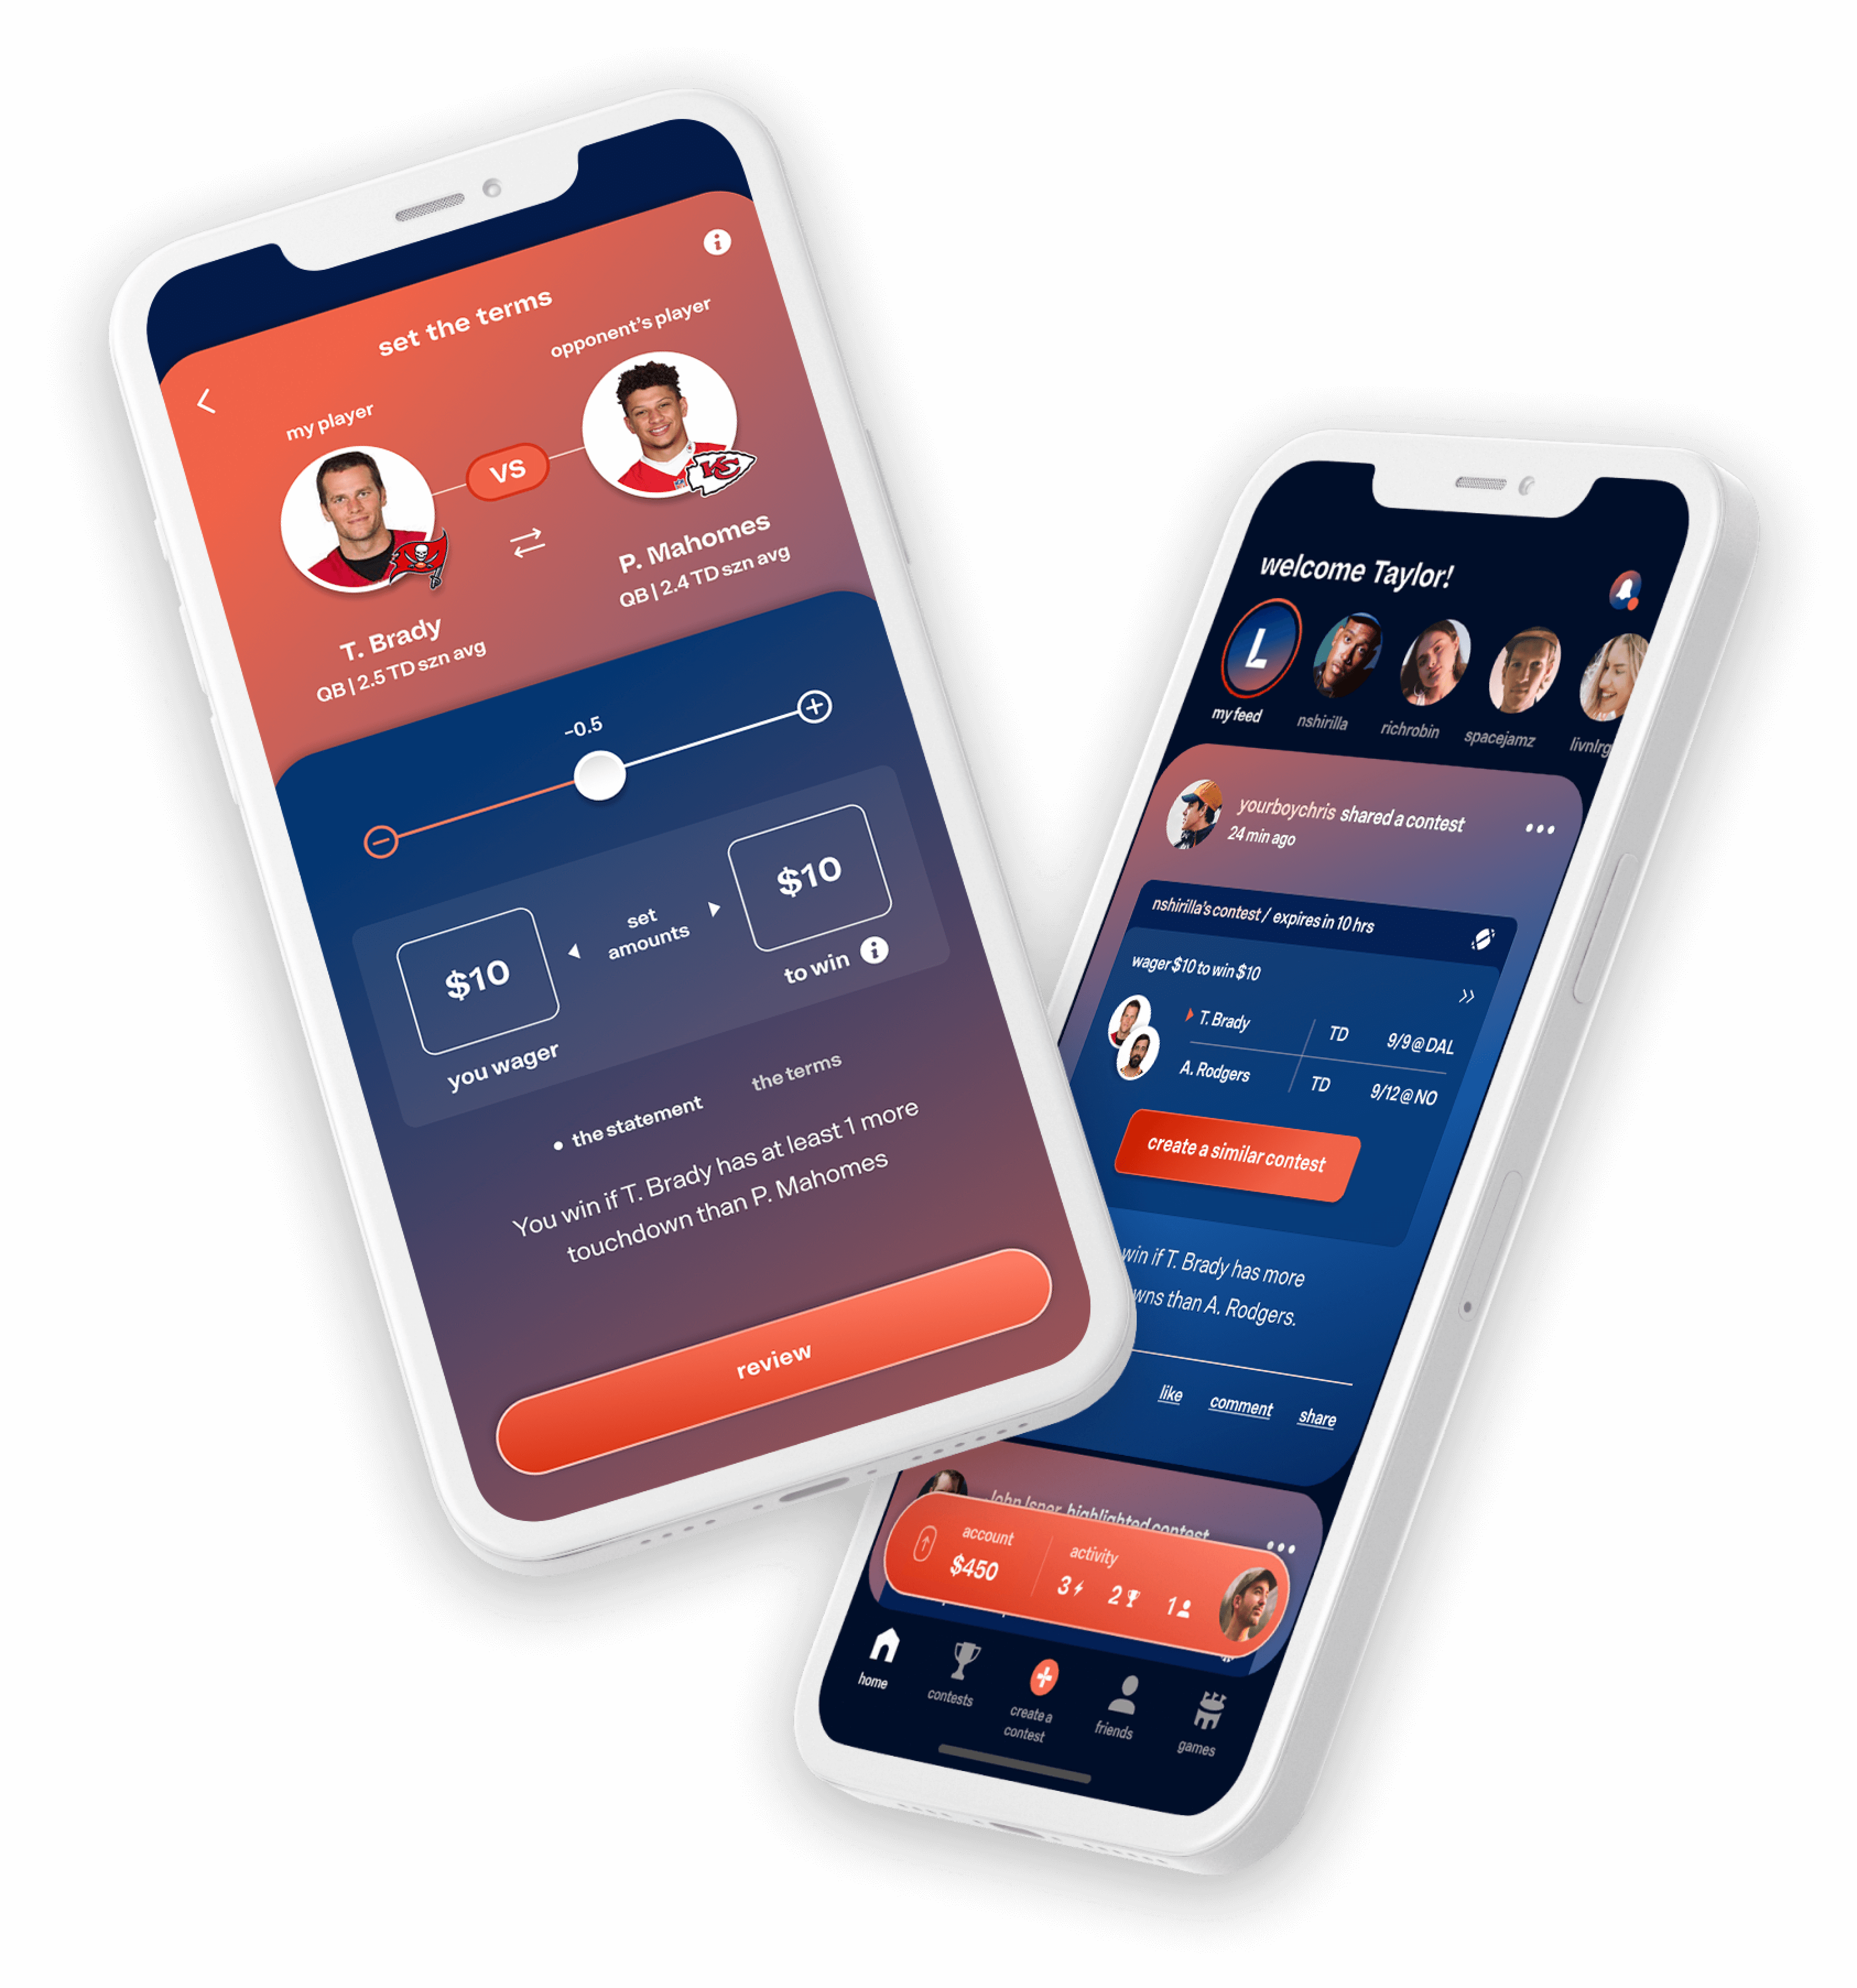 set the terms
my player
opponent's player
VS
KC
T. Brady
QB | 2.5 TD szn avg
P. Mahomes
QB | 2.4 TD szn avg
-0.5
$10
set
amounts
$10
you wager
to win
• the statement
the terms
You win if T. Brady has at least 1 more
touchdown than P. Mahomes
review
welcome Taylor!
L
my feed
nshirilla
richrobin
spacejamz
livnlrg
yourboychris shared a contest
24 min ago
nshirilla's contest / expires in 10 hrs
wager $10 to win $10
T. Brady TD 9/9 @ DAL
A. Rodgers TD 9/12 @ NO
create a similar contest
win if T. Brady has more
wns than A. Rodgers.
like comment share
John Isner highlighted contest
account
$450
activity
3 2 1
home
contests
create a
contest
friends
games